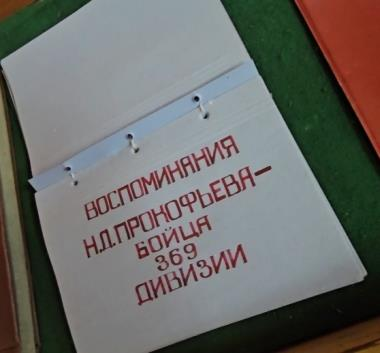 ВОСПОМИНАНИЯ
Н.Д.ПРОКОФЬЕВА—
БОЙЦА
369
ДИВИЗИИ